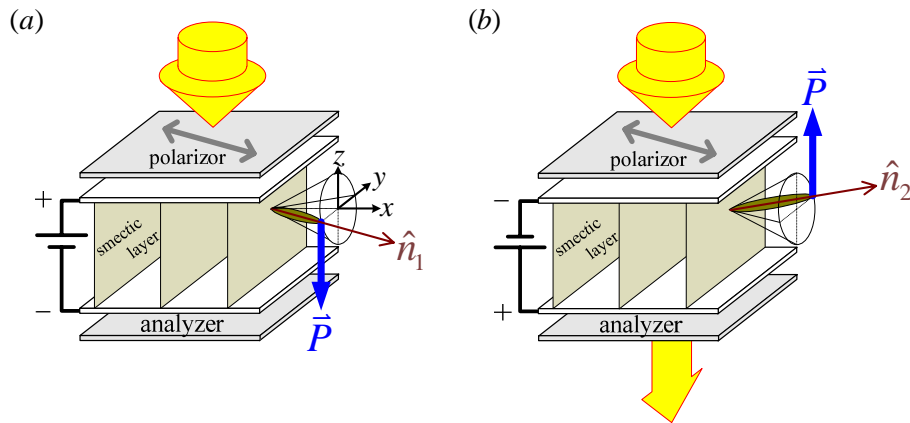 (a)
polarizor
z
y
x
+
smectic
layer
n̂₁
−
analyzer
P⃗
(b)
P⃗
polarizor
n̂₂
−
smectic
layer
+
analyzer